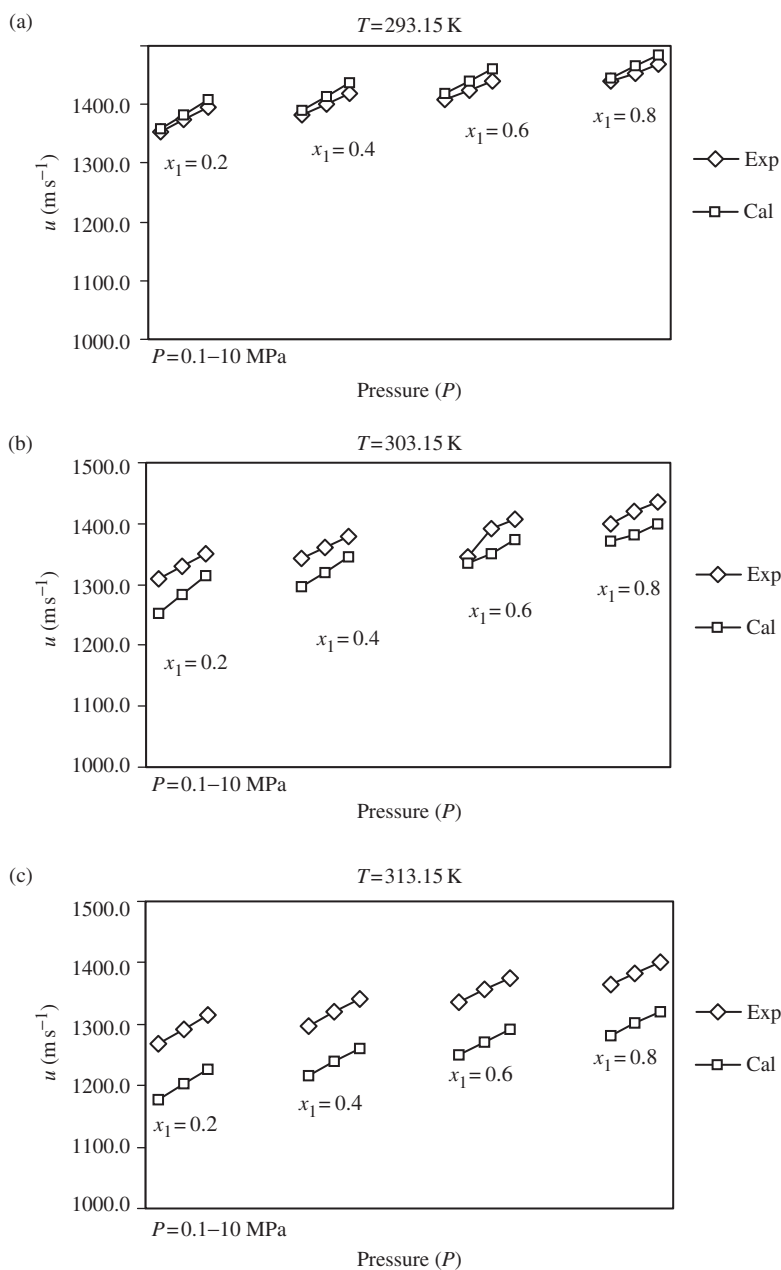 (a)
T=293.15 K
1400.0
1300.0
1200.0
1100.0
1000.0
u (m s⁻¹)
x₁=0.2
x₁=0.4
x₁=0.6
x₁=0.8
Exp
Cal
P=0.1–10 MPa
Pressure (P)
(b)
T=303.15 K
1500.0
1400.0
1300.0
1200.0
1100.0
1000.0
u (m s⁻¹)
x₁=0.2
x₁=0.4
x₁=0.6
x₁=0.8
Exp
Cal
P=0.1–10 MPa
Pressure (P)
(c)
T=313.15 K
1500.0
1400.0
1300.0
1200.0
1100.0
1000.0
u (m s⁻¹)
x₁=0.2
x₁=0.4
x₁=0.6
x₁=0.8
Exp
Cal
P=0.1–10 MPa
Pressure (P)